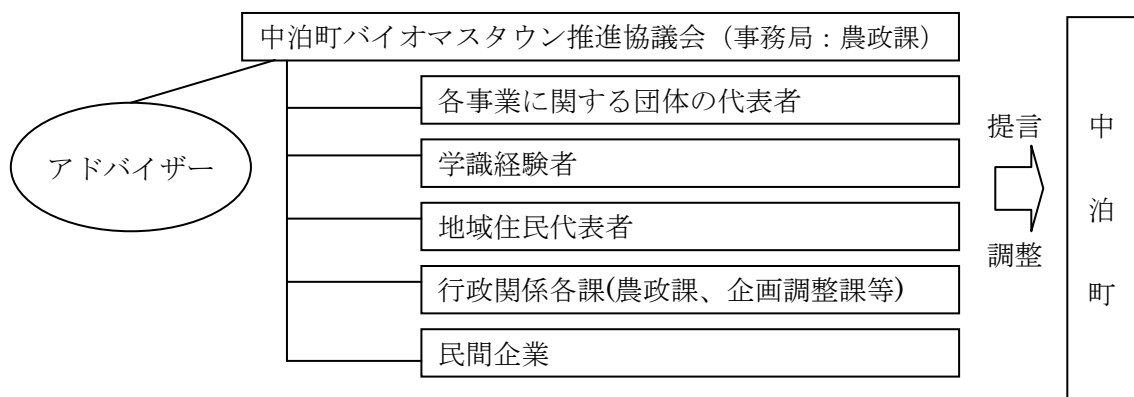 中泊町バイオマスタウン推進協議会（事務局：農政課）
各事業に関する団体の代表者
アドバイザー
学識経験者
地域住民代表者
行政関係各課(農政課、企画調整課等)
民間企業
提言
調整
中泊町